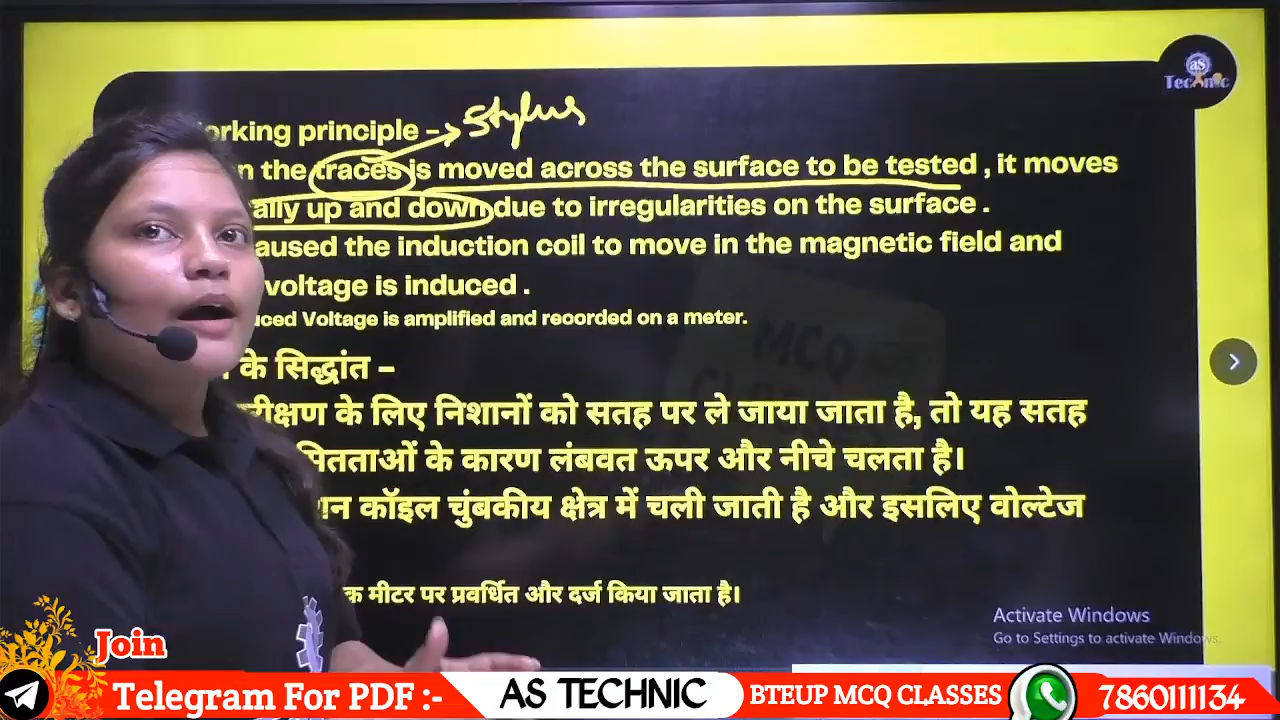 as
Technic
orking principle – Stylus
n the traces is moved across the surface to be tested , it moves
ally up and down due to irregularities on the surface .
aused the induction coil to move in the magnetic field and
voltage is induced .
uced Voltage is amplified and recorded on a meter.
MCQ
के सिद्धांत –
रीक्षण के लिए निशानों को सतह पर ले जाया जाता है, तो यह सतह
मितताओं के कारण लंबवत ऊपर और नीचे चलता है।
शन कॉइल चुंबकीय क्षेत्र में चली जाती है और इसलिए वोल्टेज
क मीटर पर प्रवर्धित और दर्ज किया जाता है।
Activate Windows
Go to Settings to activate Windows.
Join
Telegram For PDF :- AS TECHNIC BTEUP MCQ CLASSES 7860111134